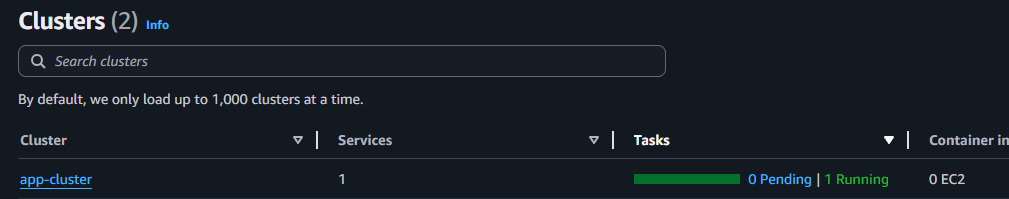 Clusters (2) Info
Search clusters
By default, we only load up to 1,000 clusters at a time.
Cluster Services Tasks Container in
app-cluster 1 0 Pending | 1 Running 0 EC2